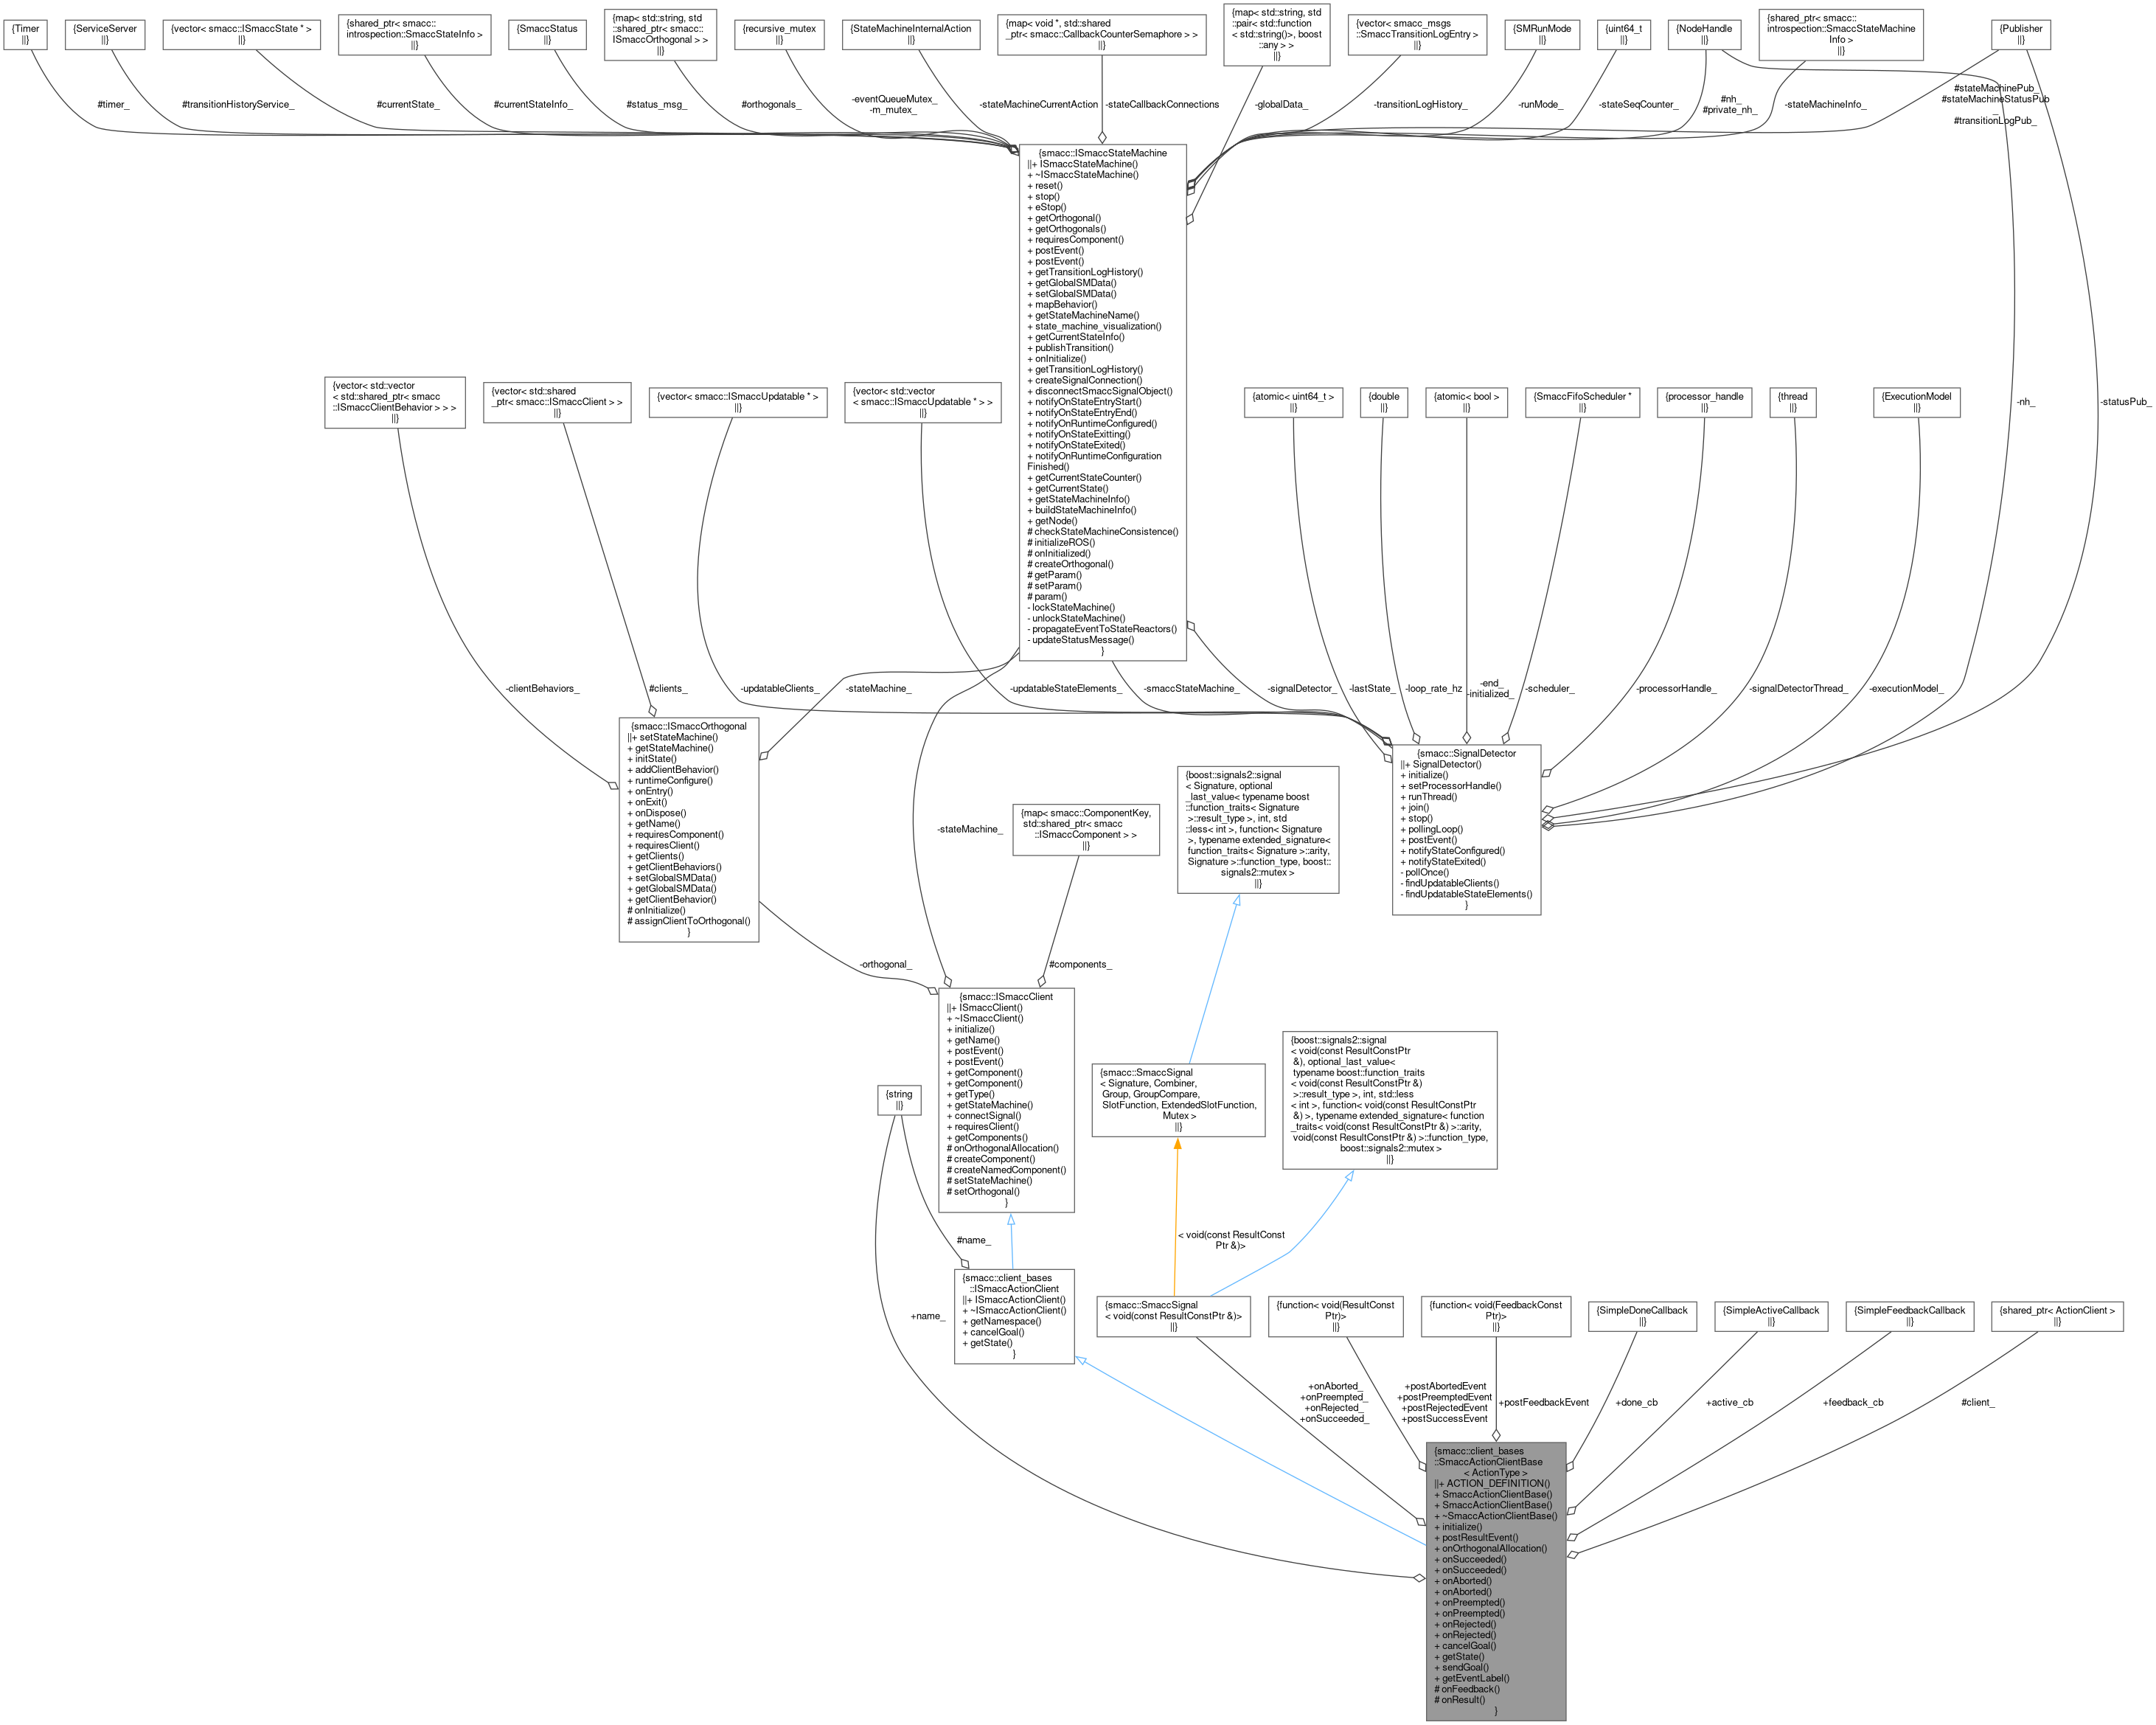 {Timer
||}
{ServiceServer
||}
{vector< smacc::ISmaccState * >
||}
{shared_ptr< smacc::
introspection::SmaccStateInfo >
||}
{SmaccStatus
||}
{map< std::string, std
::shared_ptr< smacc::
ISmaccOrthogonal > >
||}
{recursive_mutex
||}
{StateMachineInternalAction
||}
{map< void *, std::shared
_ptr< smacc::CallbackCounterSemaphore > >
||}
{map< std::string, std
::pair< std::function
< std::string()>, boost
::any > >
||}
{vector< smacc_msgs
::SmaccTransitionLogEntry >
||}
{SMRunMode
||}
{uint64_t
||}
{NodeHandle
||}
{shared_ptr< smacc::
introspection::SmaccStateMachine
Info >
||}
{Publisher
||}
#timer_
#transitionHistoryService_
#currentState_
#currentStateInfo_
#status_msg_
#orthogonals_
-eventQueueMutex_
-m_mutex_
-stateMachineCurrentAction
-stateCallbackConnections
-globalData_
-transitionLogHistory_
-runMode_
-stateSeqCounter_
#nh_
#private_nh_
-stateMachineInfo_
#stateMachinePub_
#stateMachineStatusPub
_
#transitionLogPub_
{smacc::ISmaccStateMachine
||+ ISmaccStateMachine()
+ ~ISmaccStateMachine()
+ reset()
+ stop()
+ eStop()
+ getOrthogonal()
+ getOrthogonals()
+ requiresComponent()
+ postEvent()
+ postEvent()
+ getTransitionLogHistory()
+ getGlobalSMData()
+ setGlobalSMData()
+ mapBehavior()
+ getStateMachineName()
+ state_machine_visualization()
+ getCurrentStateInfo()
+ publishTransition()
+ onInitialize()
+ getTransitionLogHistory()
+ createSignalConnection()
+ disconnectSmaccSignalObject()
+ notifyOnStateEntryStart()
+ notifyOnStateEntryEnd()
+ notifyOnRuntimeConfigured()
+ notifyOnStateExitting()
+ notifyOnStateExited()
+ notifyOnRuntimeConfiguration
Finished()
+ getCurrentStateCounter()
+ getCurrentState()
+ getStateMachineInfo()
+ buildStateMachineInfo()
+ getNode()
# checkStateMachineConsistence()
# initializeROS()
# onInitialized()
# createOrthogonal()
# getParam()
# setParam()
# param()
- lockStateMachine()
- unlockStateMachine()
- propagateEventToStateReactors()
- updateStatusMessage()
}
{vector< std::vector
< std::shared_ptr< smacc
::ISmaccClientBehavior > > >
||}
{vector< std::shared
_ptr< smacc::ISmaccClient > >
||}
{vector< smacc::ISmaccUpdatable * >
||}
{vector< std::vector
< smacc::ISmaccUpdatable * > >
||}
{atomic< uint64_t >
||}
{double
||}
{atomic< bool >
||}
{SmaccFifoScheduler *
||}
{processor_handle
||}
{thread
||}
{ExecutionModel
||}
-nh_
-statusPub_
-clientBehaviors_
#clients_
-updatableClients_
-stateMachine_
-updatableStateElements_
-smaccStateMachine_
-signalDetector_
-lastState_
-loop_rate_hz
-end_
-initialized_
-scheduler_
-processorHandle_
-signalDetectorThread_
-executionModel_
{smacc::ISmaccOrthogonal
||+ setStateMachine()
+ getStateMachine()
+ initState()
+ addClientBehavior()
+ runtimeConfigure()
+ onEntry()
+ onExit()
+ onDispose()
+ getName()
+ requiresComponent()
+ requiresClient()
+ getClients()
+ getClientBehaviors()
+ setGlobalSMData()
+ getGlobalSMData()
+ getClientBehavior()
# onInitialize()
# assignClientToOrthogonal()
}
{smacc::SignalDetector
||+ SignalDetector()
+ initialize()
+ setProcessorHandle()
+ runThread()
+ join()
+ stop()
+ pollingLoop()
+ postEvent()
+ notifyStateConfigured()
+ notifyStateExited()
- pollOnce()
- findUpdatableClients()
- findUpdatableStateElements()
}
{boost::signals2::signal
< Signature, optional
_last_value< typename boost
::function_traits< Signature
>::result_type >, int, std
::less< int >, function< Signature
>, typename extended_signature<
function_traits< Signature >::arity,
Signature >::function_type, boost::
signals2::mutex >
||}
-stateMachine_
{map< smacc::ComponentKey,
std::shared_ptr< smacc
::ISmaccComponent > >
||}
-orthogonal_
#components_
{smacc::ISmaccClient
||+ ISmaccClient()
+ ~ISmaccClient()
+ initialize()
+ getName()
+ postEvent()
+ postEvent()
+ getComponent()
+ getComponent()
+ getType()
+ getStateMachine()
+ connectSignal()
+ requiresClient()
+ getComponents()
# onOrthogonalAllocation()
# createComponent()
# createNamedComponent()
# setStateMachine()
# setOrthogonal()
}
{string
||}
{smacc::SmaccSignal
< Signature, Combiner,
Group, GroupCompare,
SlotFunction, ExtendedSlotFunction,
Mutex >
||}
{boost::signals2::signal
< void(const ResultConstPtr
&), optional_last_value<
typename boost::function_traits
< void(const ResultConstPtr &)
>::result_type >, int, std::less
< int >, function< void(const ResultConstPtr
&) >, typename extended_signature< function
_traits< void(const ResultConstPtr &) >::arity,
void(const ResultConstPtr &) >::function_type,
boost::signals2::mutex >
||}
#name_
< void(const ResultConst
Ptr &)>
+name_
{smacc::client_bases
::ISmaccActionClient
||+ ISmaccActionClient()
+ ~ISmaccActionClient()
+ getNamespace()
+ cancelGoal()
+ getState()
}
{smacc::SmaccSignal
< void(const ResultConstPtr &)>
||}
{function< void(ResultConst
Ptr)>
||}
{function< void(FeedbackConst
Ptr)>
||}
{SimpleDoneCallback
||}
{SimpleActiveCallback
||}
{SimpleFeedbackCallback
||}
{shared_ptr< ActionClient >
||}
+onAborted_
+onPreempted_
+onRejected_
+onSucceeded_
+postAbortedEvent
+postPreemptedEvent
+postRejectedEvent
+postSuccessEvent
+postFeedbackEvent
+done_cb
+active_cb
+feedback_cb
#client_
{smacc::client_bases
::SmaccActionClientBase
< ActionType >
||+ ACTION_DEFINITION()
+ SmaccActionClientBase()
+ SmaccActionClientBase()
+ ~SmaccActionClientBase()
+ initialize()
+ postResultEvent()
+ onOrthogonalAllocation()
+ onSucceeded()
+ onSucceeded()
+ onAborted()
+ onAborted()
+ onPreempted()
+ onPreempted()
+ onRejected()
+ onRejected()
+ cancelGoal()
+ getState()
+ sendGoal()
+ getEventLabel()
# onFeedback()
# onResult()
}